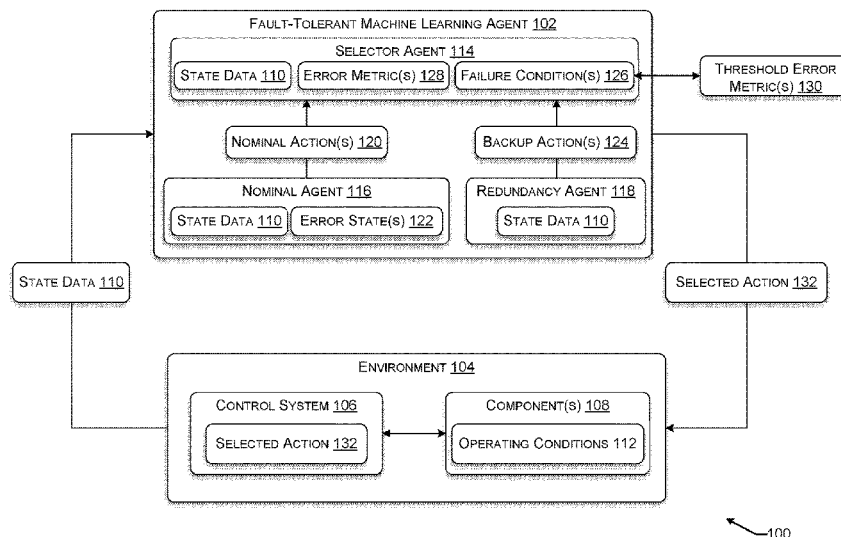 FAULT-TOLERANT MACHINE LEARNING AGENT 102
SELECTOR AGENT 114
STATE DATA 110
ERROR METRIC(S) 128
FAILURE CONDITION(S) 126
THRESHOLD ERROR
METRIC(S) 130
NOMINAL ACTION(S) 120
BACKUP ACTION(S) 124
NOMINAL AGENT 116
STATE DATA 110
ERROR STATE(S) 122
REDUNDANCY AGENT 118
STATE DATA 110
STATE DATA 110
SELECTED ACTION 132
ENVIRONMENT 104
CONTROL SYSTEM 106
SELECTED ACTION 132
COMPONENT(S) 108
OPERATING CONDITIONS 112
100